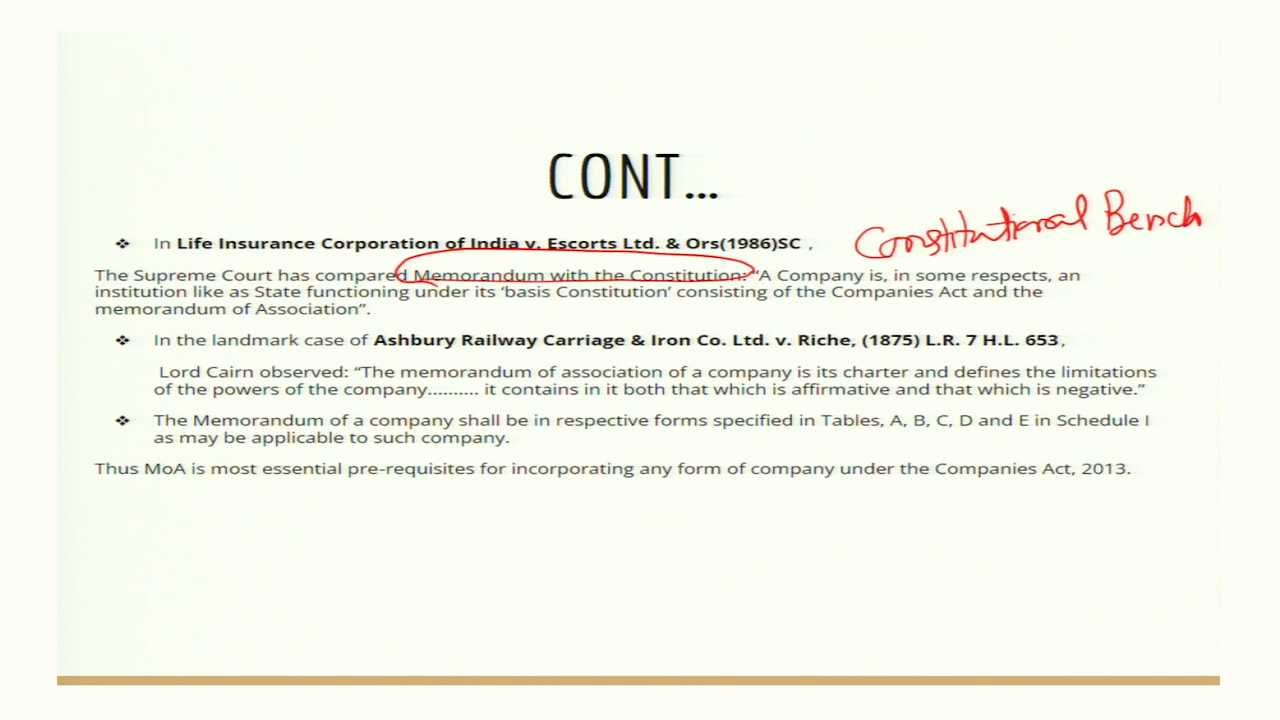 CONT...
Constitutional Bench
❖ In Life Insurance Corporation of India v. Escorts Ltd. & Ors(1986)SC ,
The Supreme Court has compared Memorandum with the Constitution: “A Company is, in some respects, an
institution like as State functioning under its ‘basis Constitution’ consisting of the Companies Act and the
memorandum of Association”.
❖ In the landmark case of Ashbury Railway Carriage & Iron Co. Ltd. v. Riche, (1875) L.R. 7 H.L. 653,
Lord Cairn observed: “The memorandum of association of a company is its charter and defines the limitations
of the powers of the company.......... it contains in it both that which is affirmative and that which is negative.”
❖ The Memorandum of a company shall be in respective forms specified in Tables, A, B, C, D and E in Schedule I
as may be applicable to such company.
Thus MoA is most essential pre-requisites for incorporating any form of company under the Companies Act, 2013.